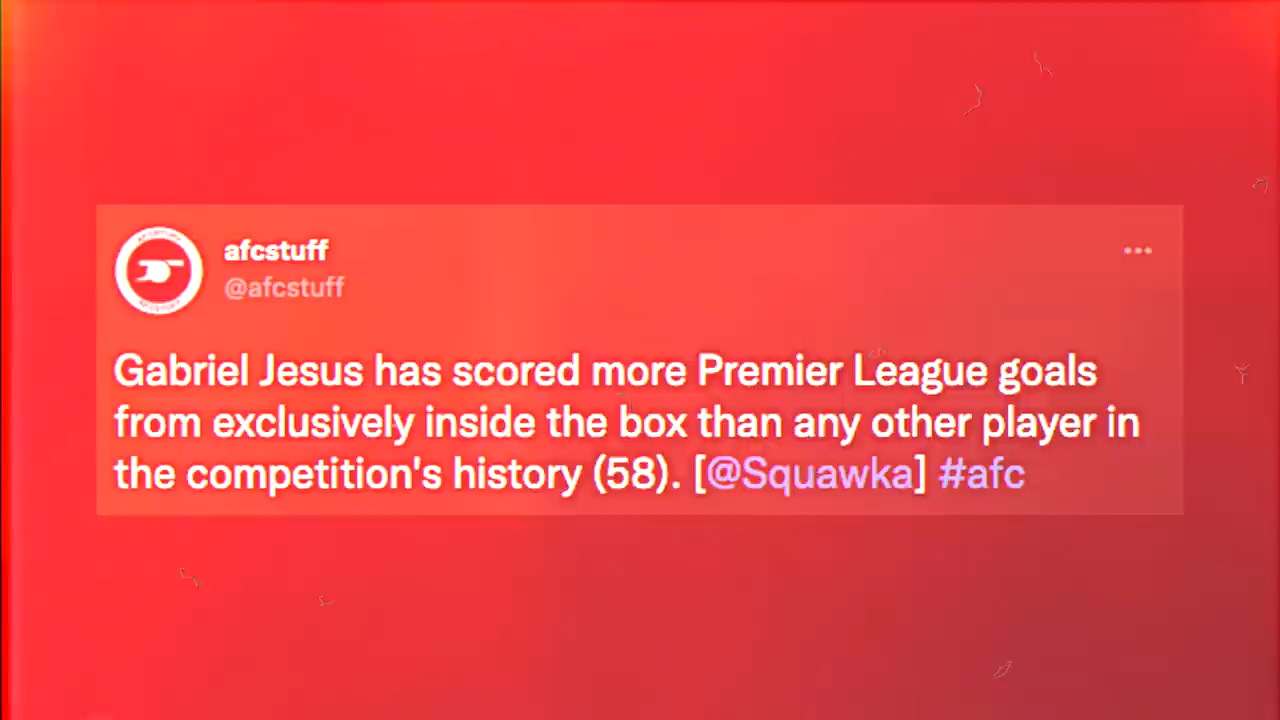 afcstuff
@afcstuff
Gabriel Jesus has scored more Premier League goals
from exclusively inside the box than any other player in
the competition's history (58). [@Squawka] #afc